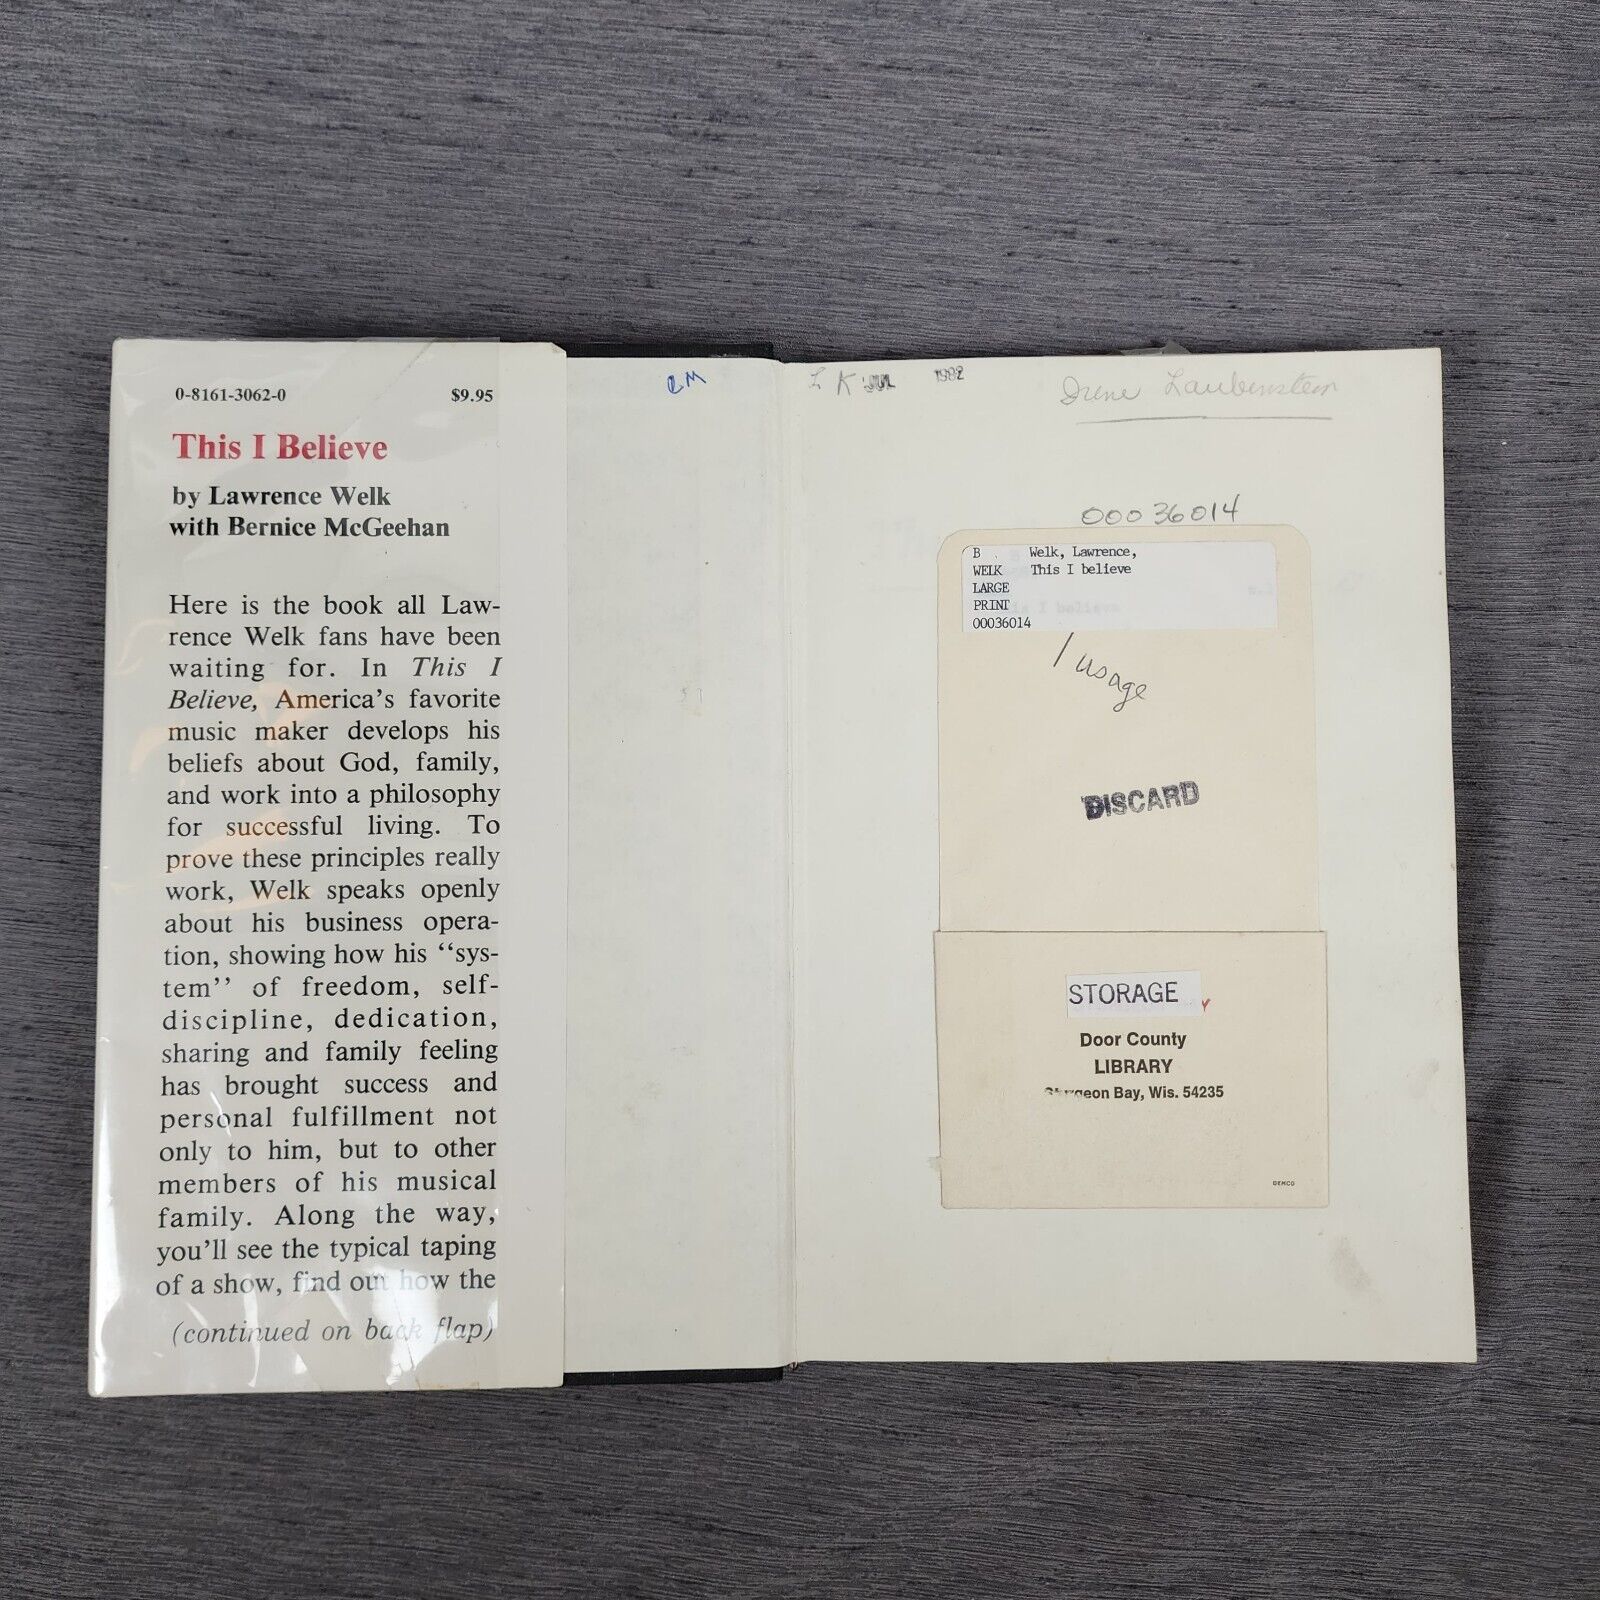 0-8161-3062-0 $9.95
This I Believe
by Lawrence Welk
with Bernice McGeehan
Here is the book all Law-
rence Welk fans have been
waiting for. In This I
Believe, America's favorite
music maker develops his
beliefs about God, family,
and work into a philosophy
for successful living. To
prove these principles really
work, Welk speaks openly
about his business opera-
tion, showing how his "sys-
tem" of freedom, self-
discipline, dedication,
sharing and family feeling
has brought success and
personal fulfillment not
only to him, but to other
members of his musical
family. Along the way,
you'll see the typical taping
of a show, find out how the
(continued on back flap)
K JUL 1982
Irene Laubenstein
00036014
B Welk, Lawrence,
WELK This I believe
LARGE
PRINT
00036014
1 usage
DISCARD
STORAGE
Door County
LIBRARY
Sturgeon Bay, Wis. 54235
DEMCO